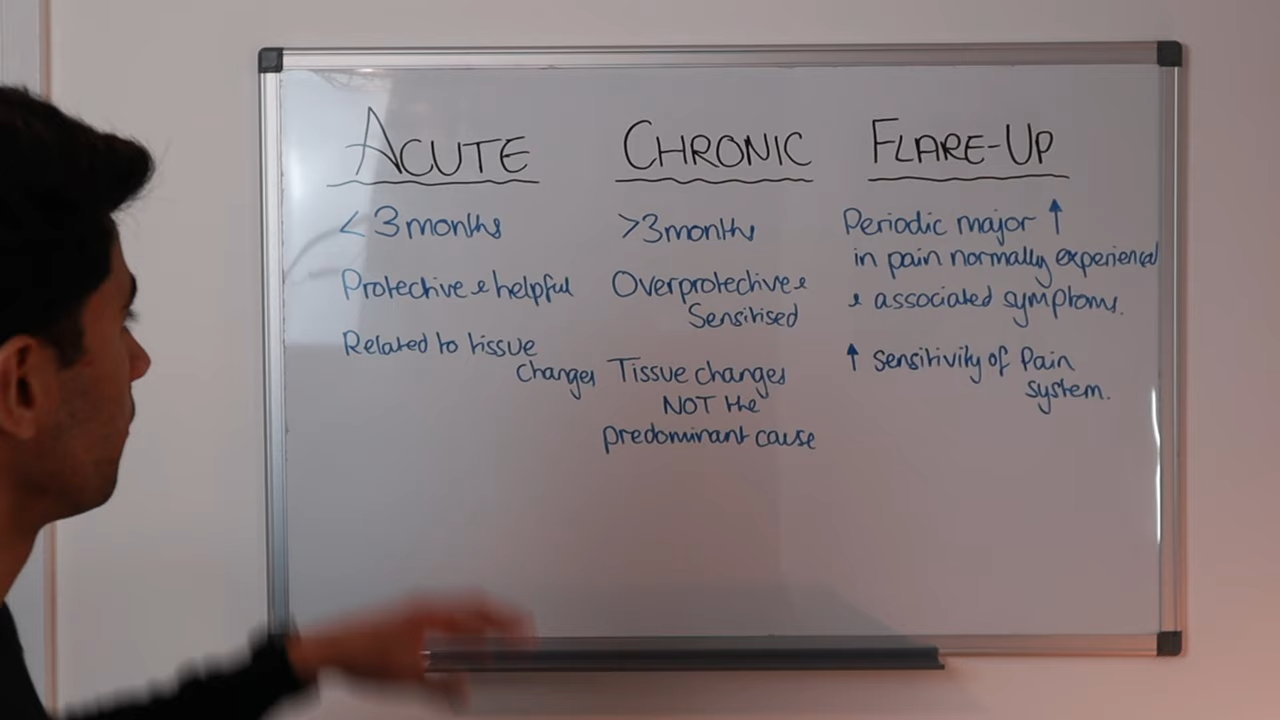 ACUTE
< 3 months
Protective & helpful
Related to tissue
changes
CHRONIC
>3 months
Overprotective &
Sensitised
Tissue changes
NOT the
predominant cause
FLARE-UP
Periodic major ↑
in pain normally experienced
& associated symptoms.
↑ sensitivity of Pain
system.